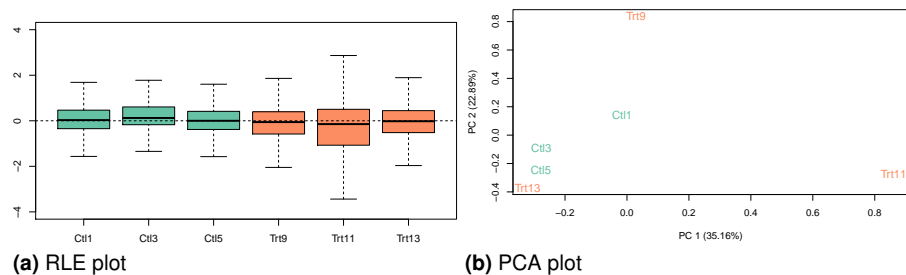 4
2
0
−2
−4
Ctl1 Ctl3 Ctl5 Trt9 Trt11 Trt13
(a) RLE plot
PC 2 (22.89%)
0.8
0.6
0.4
0.2
0.0
−0.2
−0.4
Trt9
Ctl1
Ctl3
Ctl5
Trt13
Trt11
−0.2 0.0 0.2 0.4 0.6 0.8
PC 1 (35.16%)
(b) PCA plot